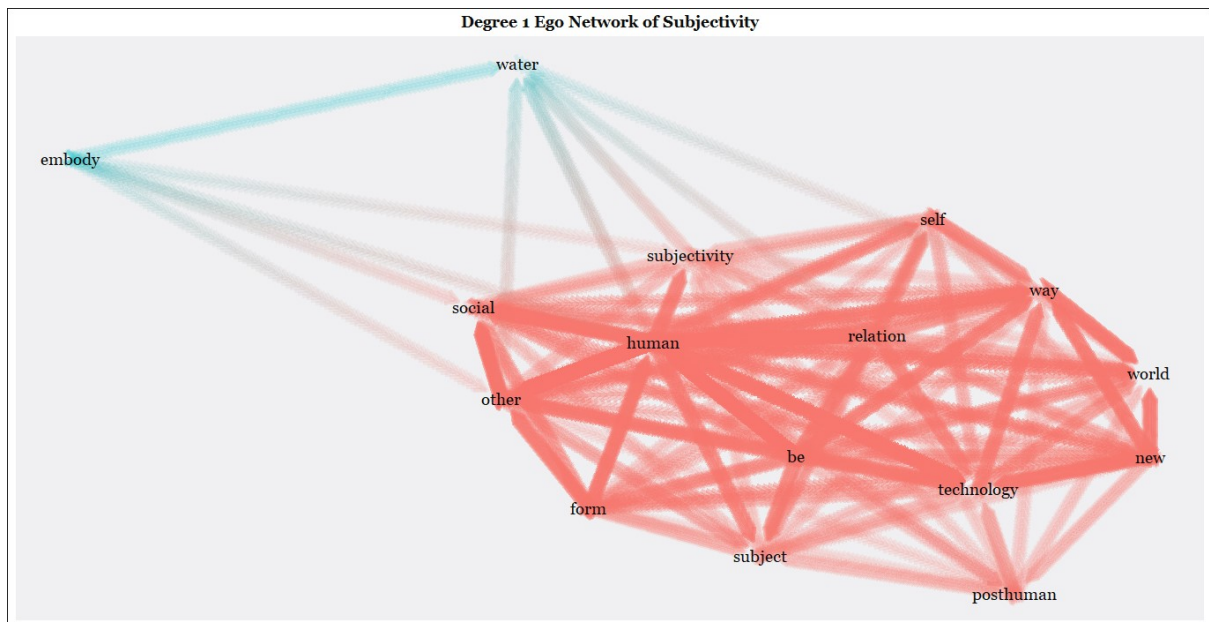 Degree 1 Ego Network of Subjectivity
water
embody
self
subjectivity
way
social
relation
human
world
other
be
new
technology
form
subject
posthuman